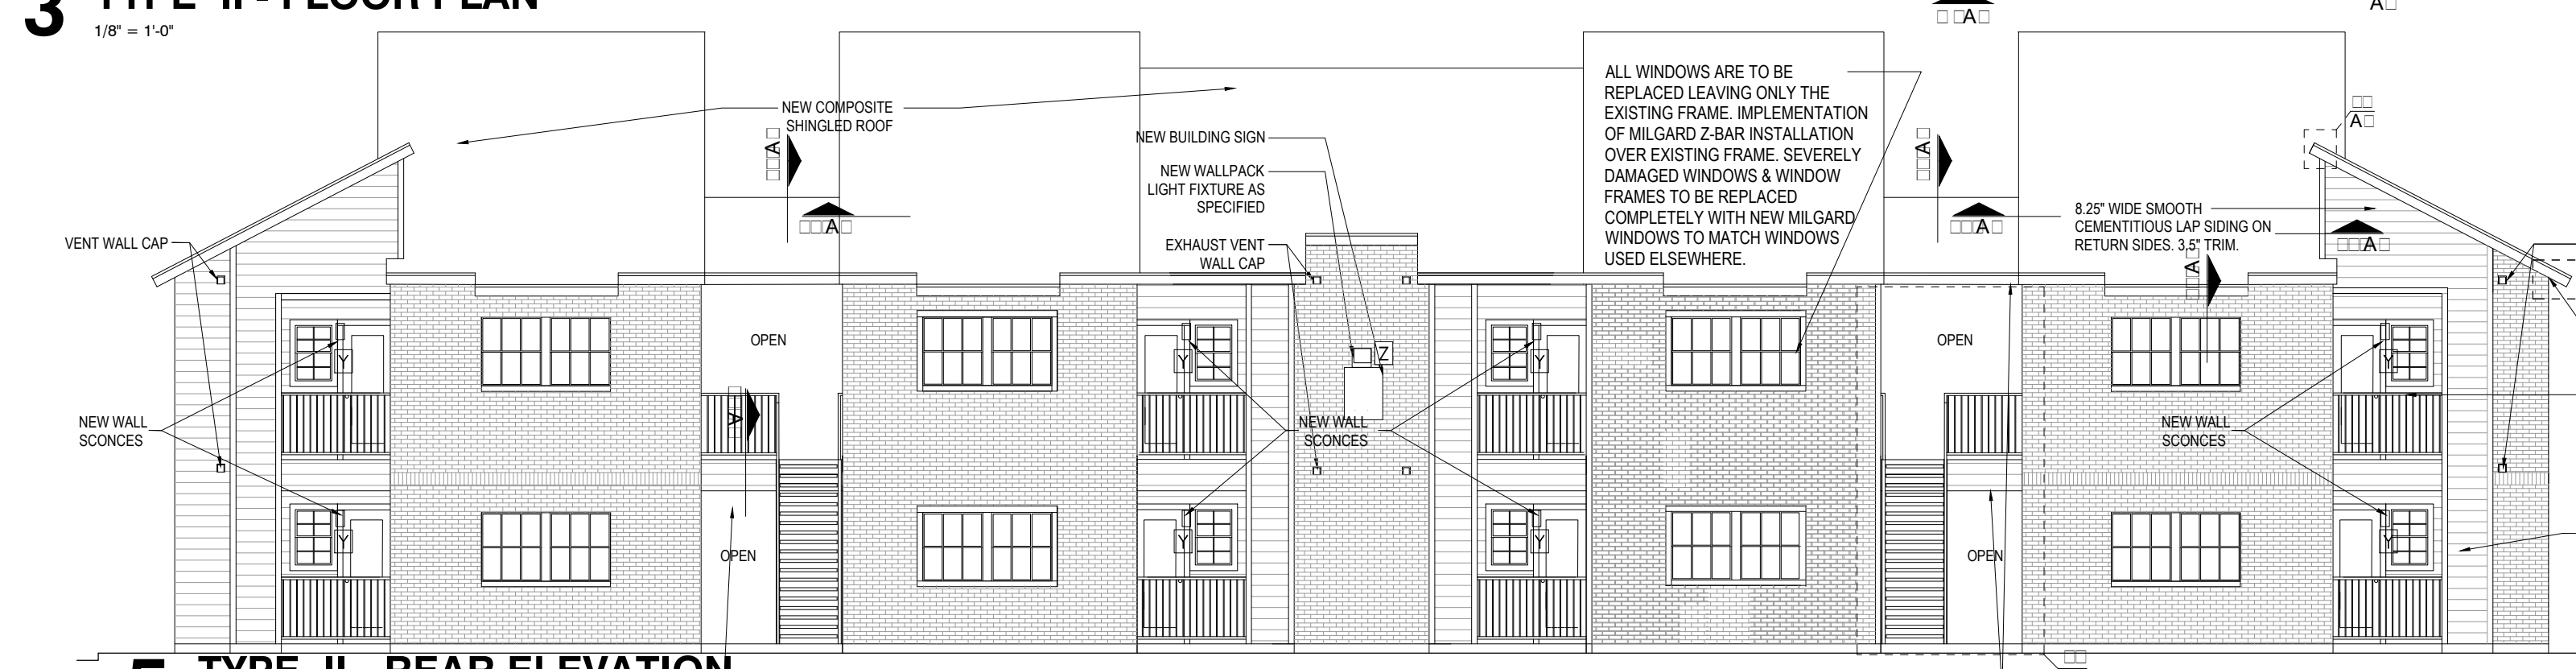 3 TYPE II - FLOOR PLAN
1/8" = 1'-0"
NEW COMPOSITE
SHINGLED ROOF
NEW BUILDING SIGN
NEW WALLPACK
LIGHT FIXTURE AS
SPECIFIED
EXHAUST VENT
WALL CAP
ALL WINDOWS ARE TO BE
REPLACED LEAVING ONLY THE
EXISTING FRAME. IMPLEMENTATION
OF MILGARD Z-BAR INSTALLATION
OVER EXISTING FRAME. SEVERELY
DAMAGED WINDOWS & WINDOW
FRAMES TO BE REPLACED
COMPLETELY WITH NEW MILGARD
WINDOWS TO MATCH WINDOWS
USED ELSEWHERE.
8.25" WIDE SMOOTH
CEMENTITIOUS LAP SIDING ON
RETURN SIDES. 3.5" TRIM.
VENT WALL CAP
OPEN
OPEN
Z
Y
Y
Y
Y
NEW WALL
SCONCES
NEW WALL
SCONCES
NEW WALL
SCONCES
Y
Y
Y
Y
OPEN
OPEN
5 TYPE II - REAR ELEVATION
A
A
A
A
A
A
A
A
A
A